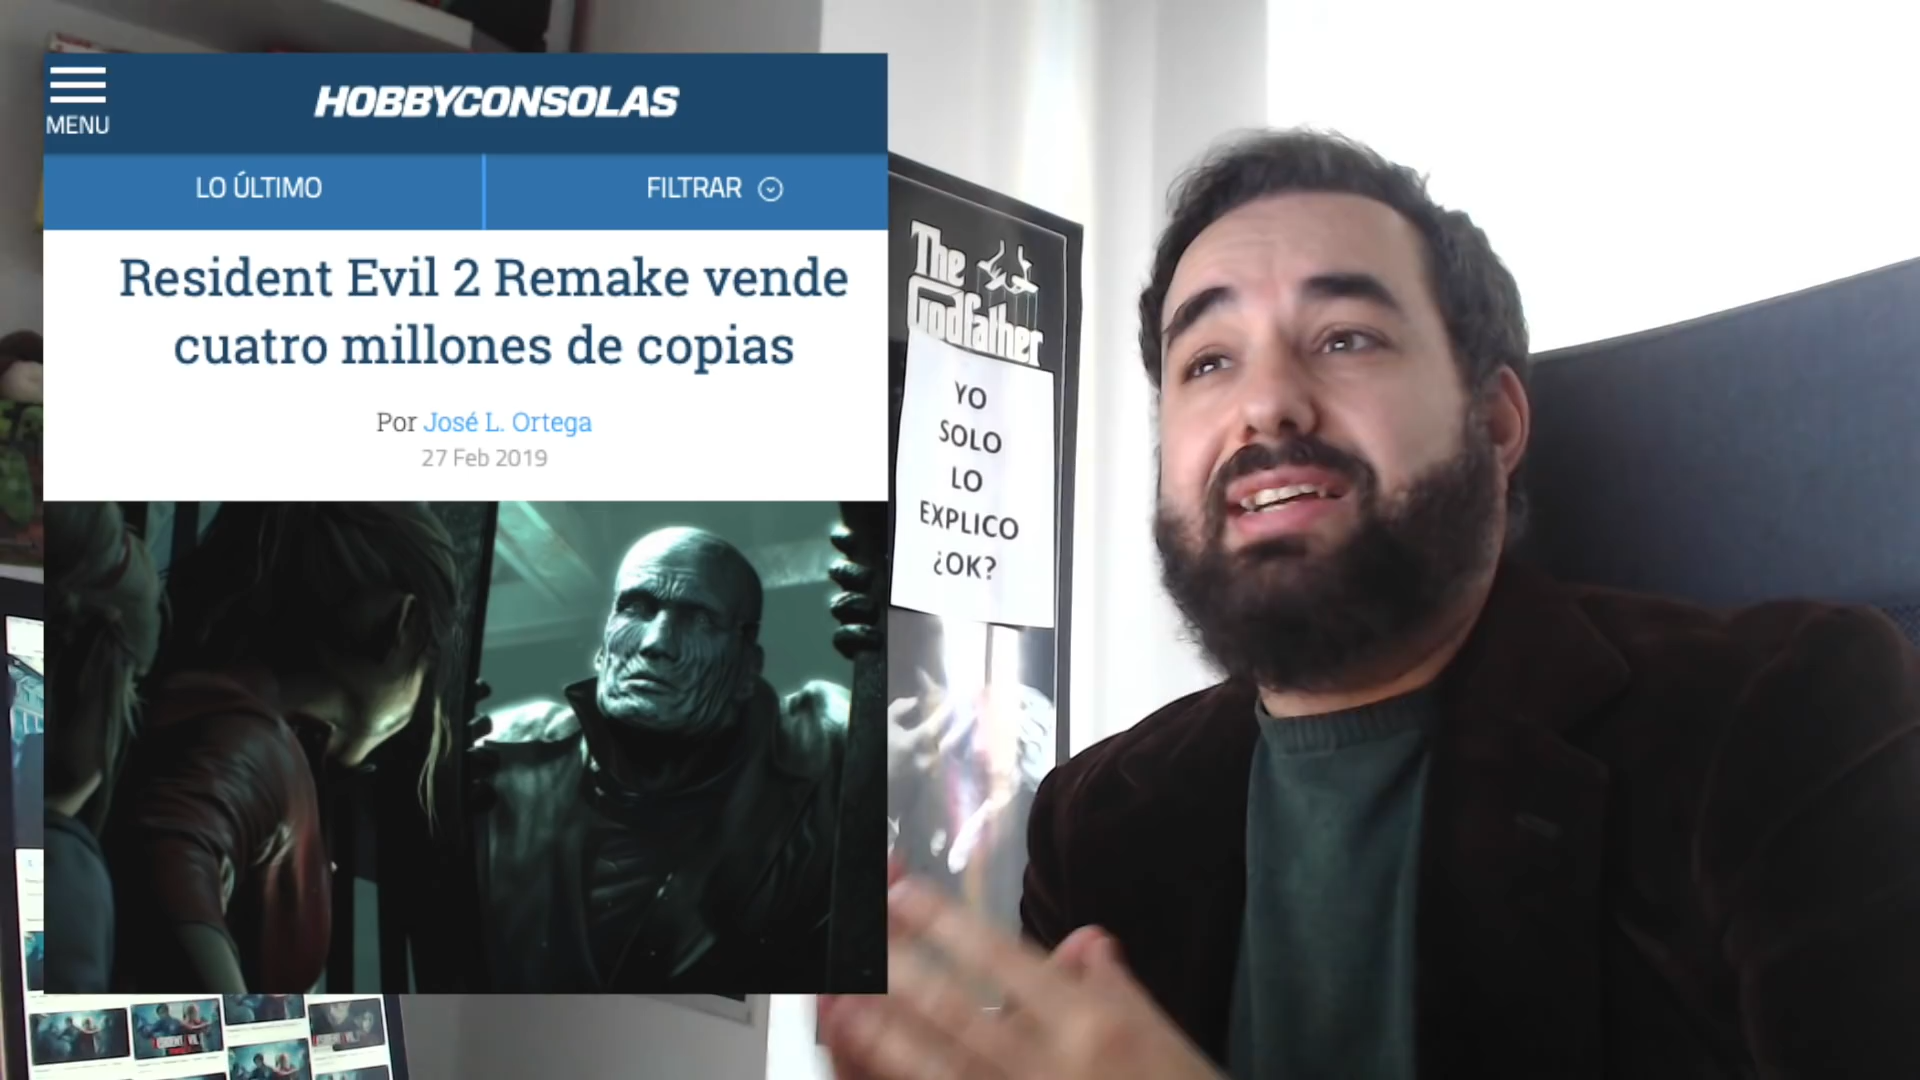 MENU
HOBBYCONSOLAS
LO ÚLTIMO
FILTRAR
Resident Evil 2 Remake vende
cuatro millones de copias
Por José L. Ortega
27 Feb 2019
The
Godfather
YO
SOLO
LO
EXPLICO
¿OK?